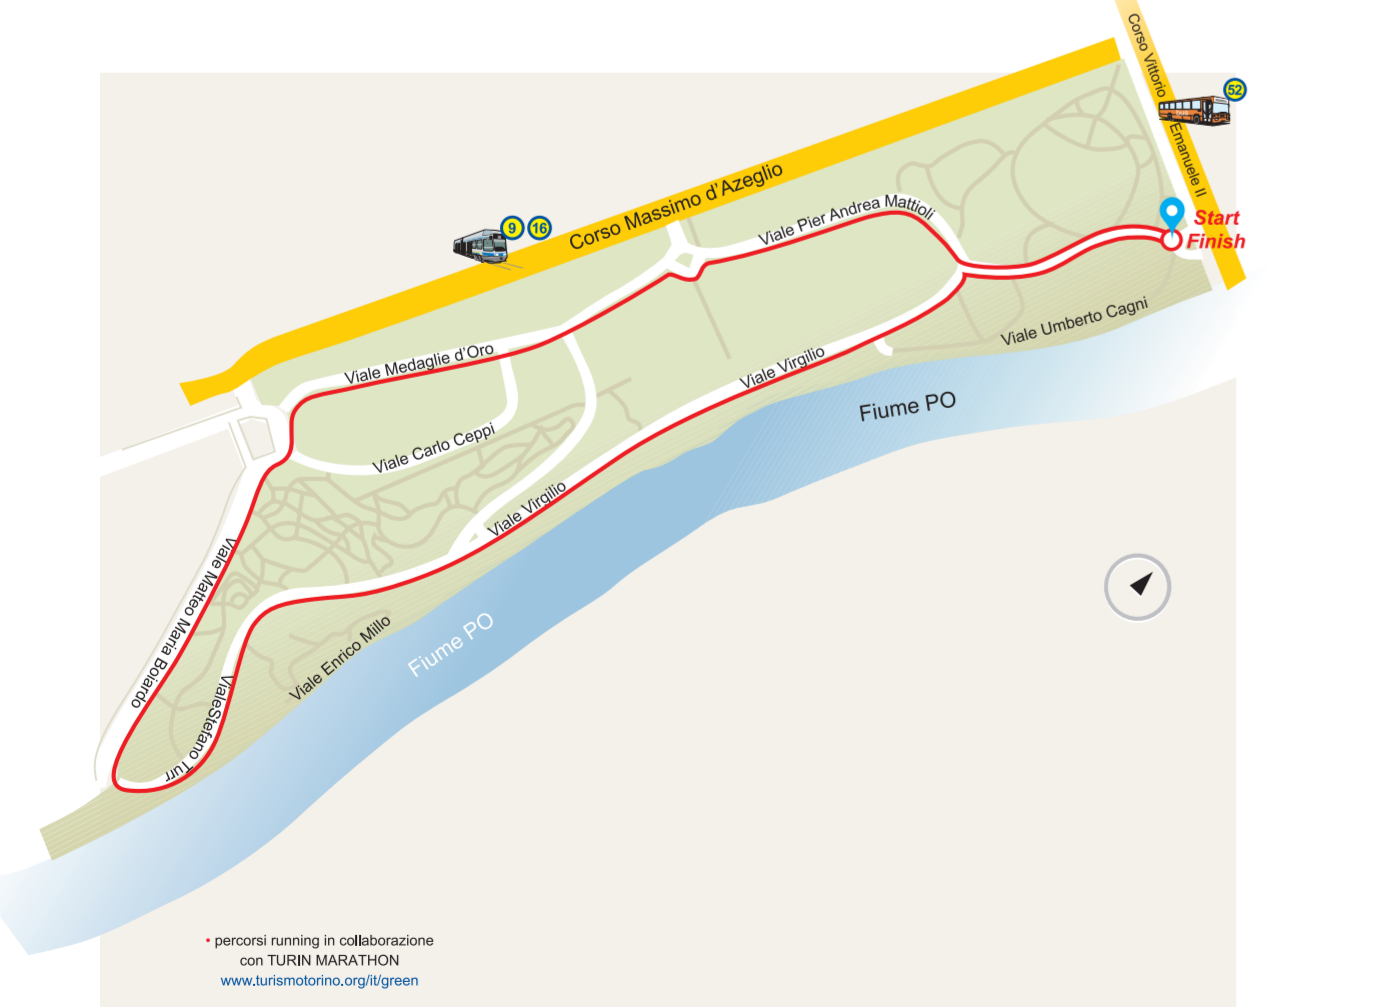 Corso Vittorio Emanuele II
52
Corso Massimo d'Azeglio
9 16
Viale Pier Andrea Mattioli
Start
Finish
Viale Umberto Cagni
Viale Medaglie d'Oro
Viale Virgilio
Fiume PO
Viale Carlo Ceppi
Viale Virgilio
Viale Matteo Maria Boiardo
Fiume PO
Viale Enrico Millo
VialeStefano Turr
• percorsi running in collaborazione
con TURIN MARATHON
www.turismotorino.org/it/green